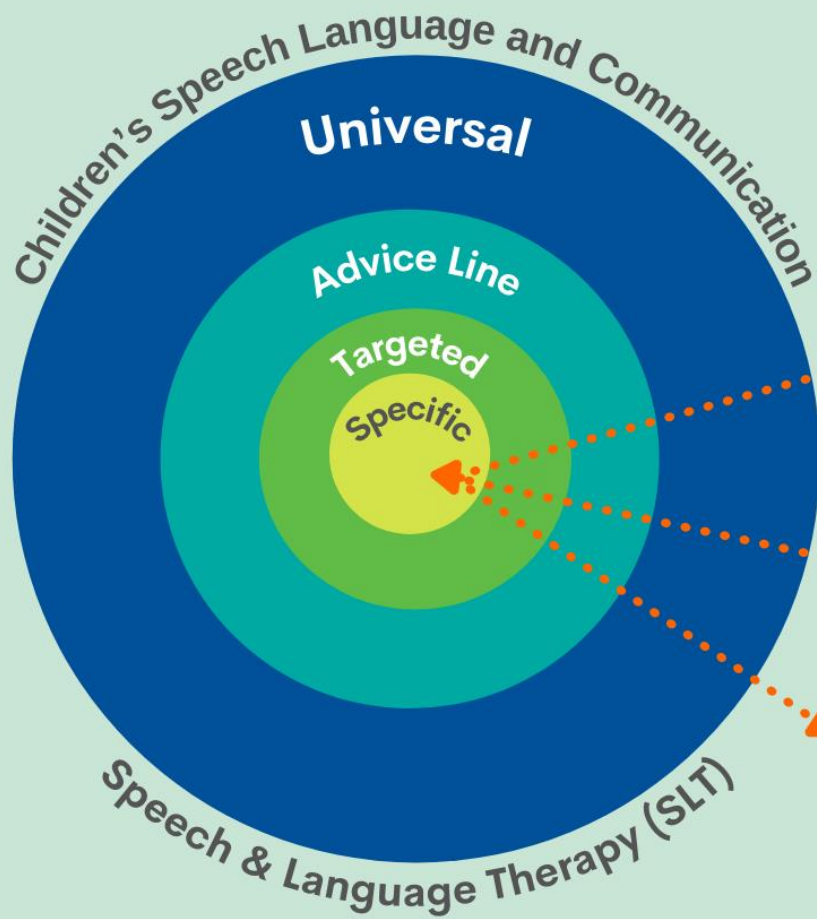 Children's Speech Language and Communication
Universal
Advice Line
Targeted
Specific
Speech & Language Therapy (SLT)